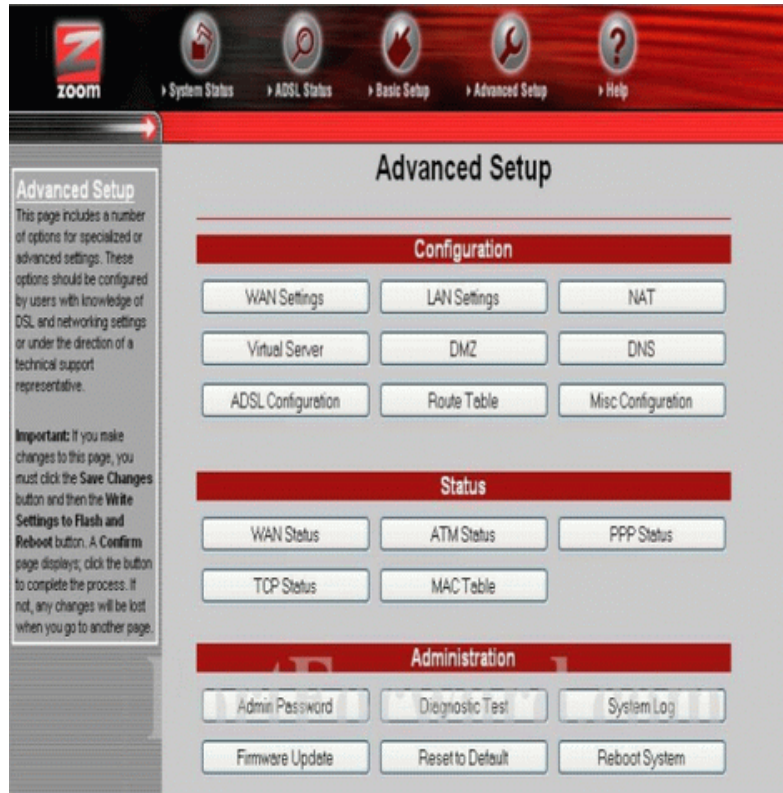 zoom
System Status
ADSL Status
Basic Setup
Advanced Setup
Help
Advanced Setup
This page includes a number
of options for specialized or
advanced settings. These
options should be configured
by users with knowledge of
DSL and networking settings
or under the direction of a
technical support
representative.
Important: If you make
changes to this page, you
must click the Save Changes
button and then the Write
Settings to Flash and
Reboot button. A Confirm
page displays; click the button
to complete the process. If
not, any changes will be lost
when you go to another page.
Advanced Setup
Configuration
WAN Settings
LAN Settings
NAT
Virtual Server
DMZ
DNS
ADSL Configuration
Route Table
Misc Configuration
Status
WAN Status
ATM Status
PPP Status
TCP Status
MAC Table
Administration
Admin Password
Diagnostic Test
System Log
Firmware Update
Reset to Default
Reboot System